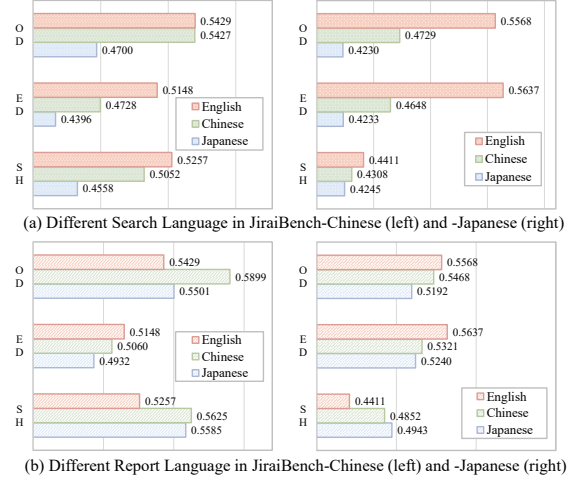 O
D
0.5429
0.5427
0.4700
E
D
0.5148
0.4728
0.4396
S
H
0.5257
0.5052
0.4558
English
Chinese
Japanese
O
D
0.5568
0.4729
0.4230
E
D
0.5637
0.4648
0.4233
S
H
0.4411
0.4308
0.4245
English
Chinese
Japanese
(a) Different Search Language in JiraiBench-Chinese (left) and -Japanese (right)
O
D
0.5429
0.5899
0.5501
E
D
0.5148
0.5060
0.4932
S
H
0.5257
0.5625
0.5585
English
Chinese
Japanese
O
D
0.5568
0.5468
0.5192
E
D
0.5637
0.5321
0.5240
S
H
0.4411
0.4852
0.4943
English
Chinese
Japanese
(b) Different Report Language in JiraiBench-Chinese (left) and -Japanese (right)